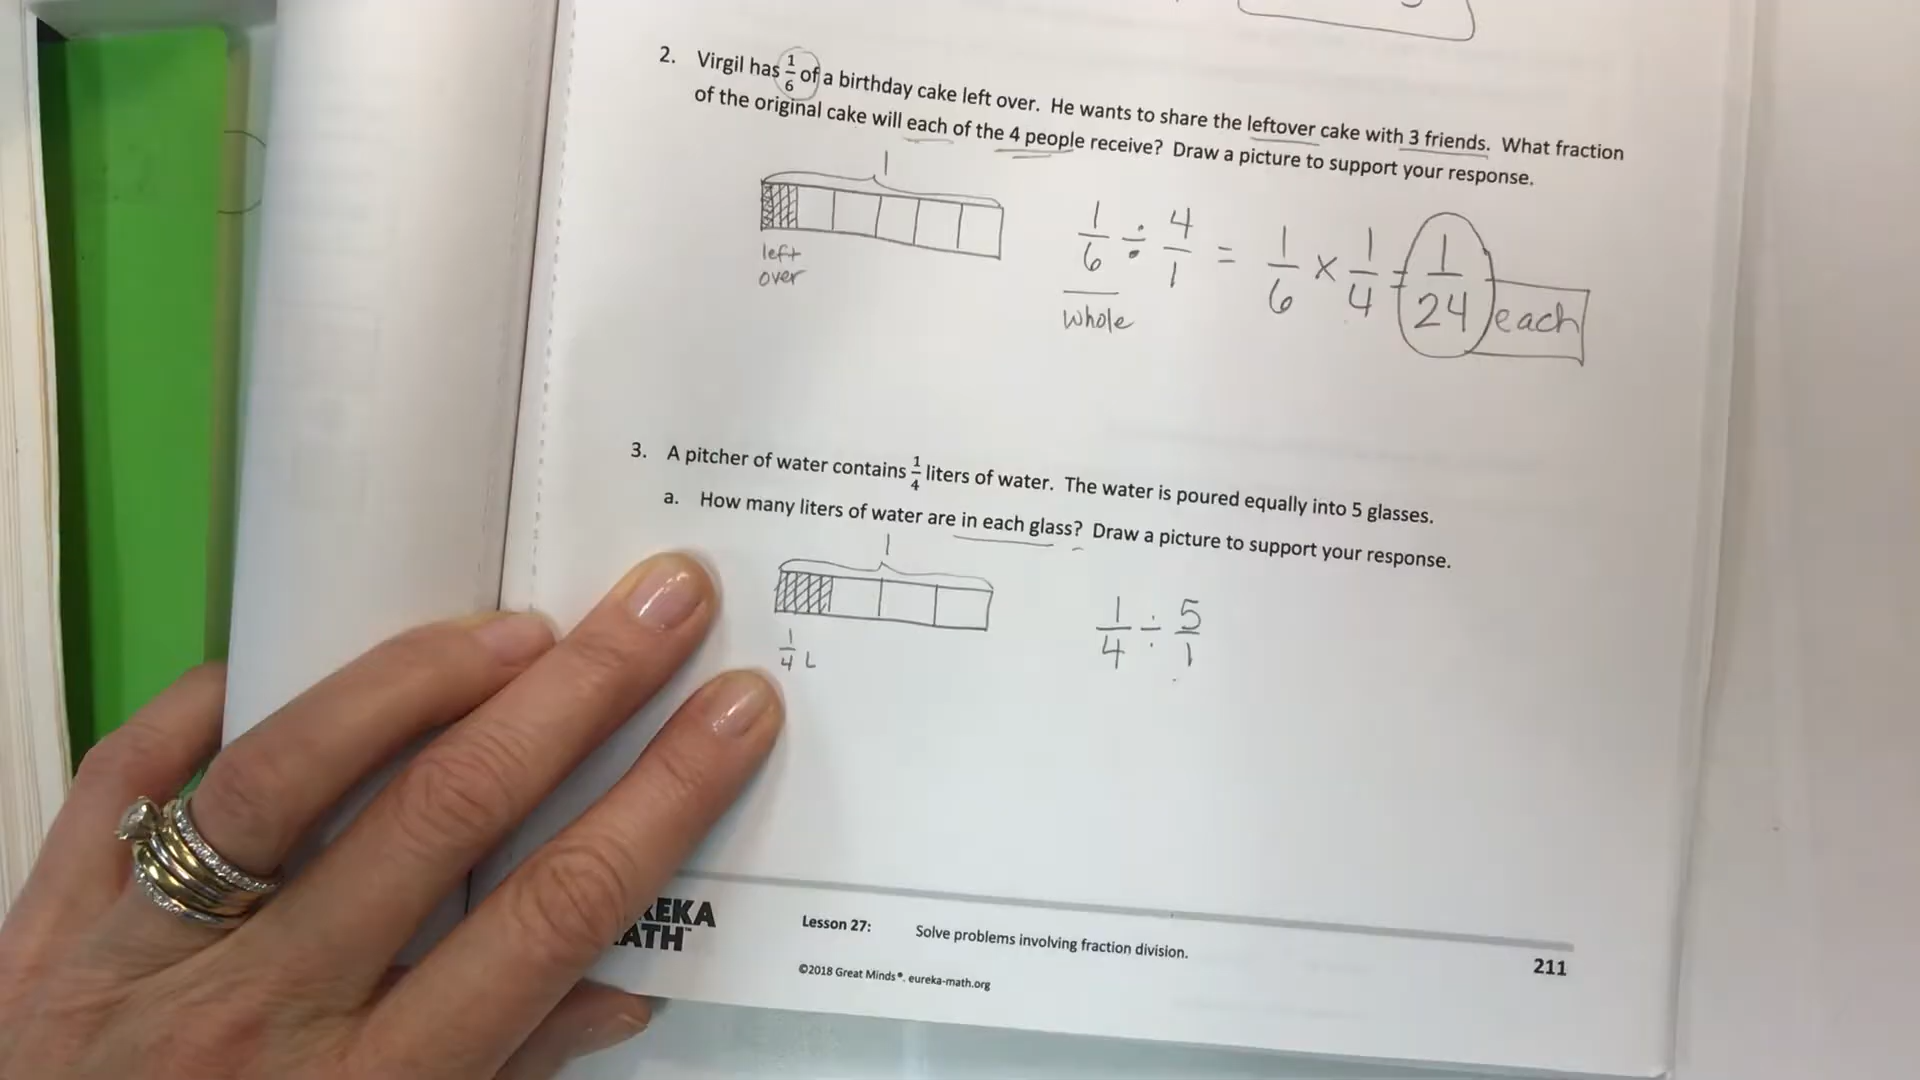 2. Virgil has 1/6 of a birthday cake left over. He wants to share the leftover cake with 3 friends. What fraction
of the original cake will each of the 4 people receive? Draw a picture to support your response.
1
left
over
1/6 ÷ 4/1 = 1/6 × 1/4 = 1/24 each
whole
3. A pitcher of water contains 1/4 liters of water. The water is poured equally into 5 glasses.
a. How many liters of water are in each glass? Draw a picture to support your response.
1
1/4 L
1/4 ÷ 5/1
Lesson 27: Solve problems involving fraction division.
©2018 Great Minds®. eureka-math.org
211